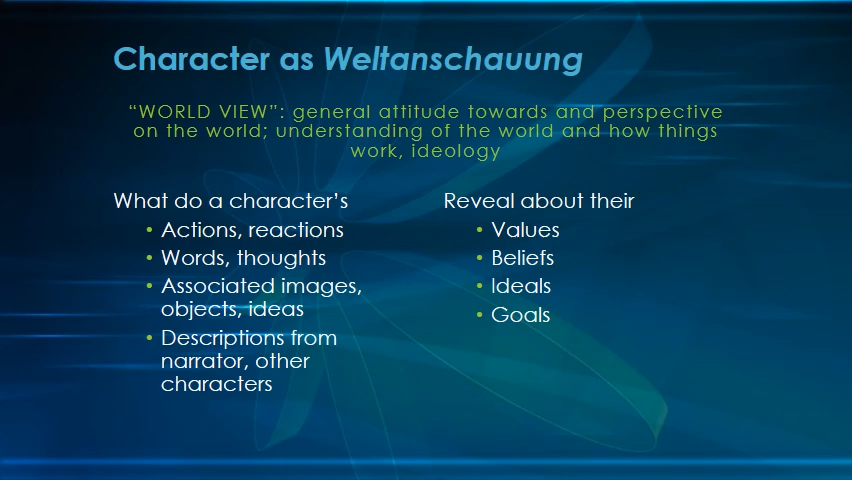 Character as Weltanschauung
“WORLD VIEW”: general attitude towards and perspective
on the world; understanding of the world and how things
work, ideology
What do a character’s
• Actions, reactions
• Words, thoughts
• Associated images,
objects, ideas
• Descriptions from
narrator, other
characters
Reveal about their
• Values
• Beliefs
• Ideals
• Goals